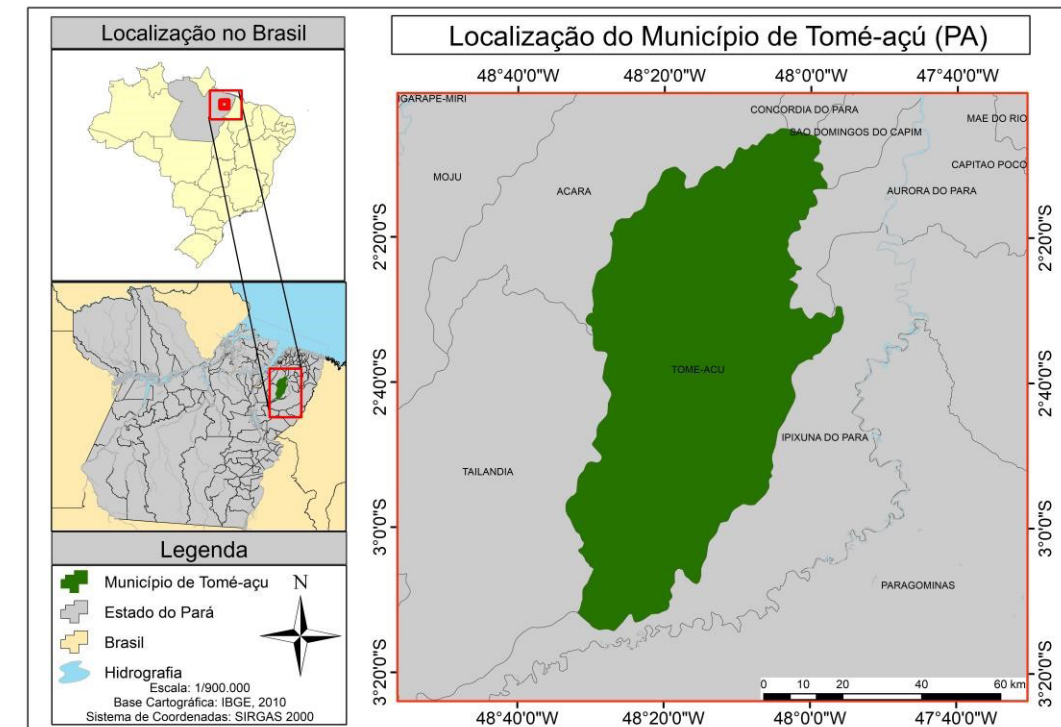 Localização no Brasil
Localização do Município de Tomé-açú (PA)
48°40'0"W 48°20'0"W 48°0'0"W 47°40'0"W
IGARAPE-MIRI
CONCORDIA DO PARA
MAE DO RIO
SAO DOMINGOS DO CAPIM
CAPITAO POCO
MOJU
ACARA
AURORA DO PARA
2°20'0"S 2°20'0"S
TOME-ACU
2°40'0"S 2°40'0"S
IPIXUNA DO PARA
TAILANDIA
3°0'0"S 3°0'0"S
PARAGOMINAS
3°20'0"S 3°20'0"S
0 10 20 40 60 km
48°40'0"W 48°20'0"W 48°0'0"W 47°40'0"W
Legenda
Município de Tomé-açu
N
Estado do Pará
Brasil
Hidrografia
Escala: 1/900.000
Base Cartográfica: IBGE, 2010
Sistema de Coordenadas: SIRGAS 2000